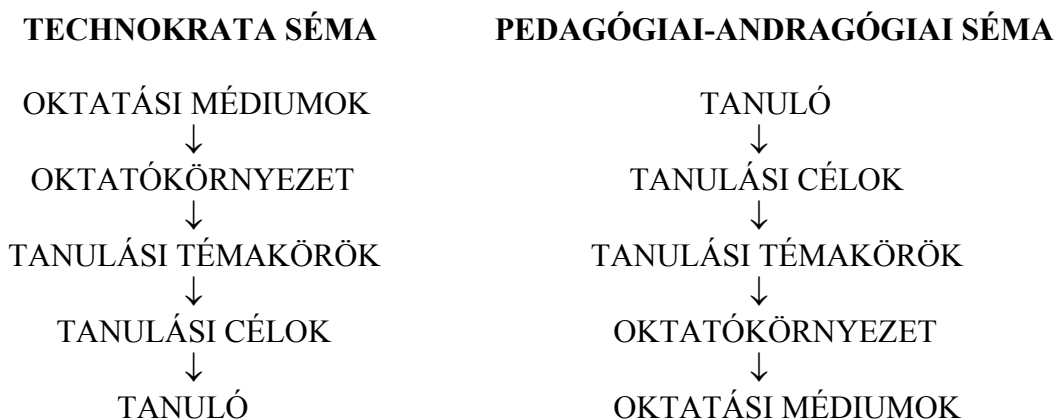 TECHNOKRATA SÉMA
OKTATÁSI MÉDIUMOK
↓
OKTATÓKÖRNYEZET
↓
TANULÁSI TÉMAKÖRÖK
↓
TANULÁSI CÉLOK
↓
TANULÓ
PEDAGÓGIAI-ANDRAGÓGIAI SÉMA
TANULÓ
↓
TANULÁSI CÉLOK
↓
TANULÁSI TÉMAKÖRÖK
↓
OKTATÓKÖRNYEZET
↓
OKTATÁSI MÉDIUMOK